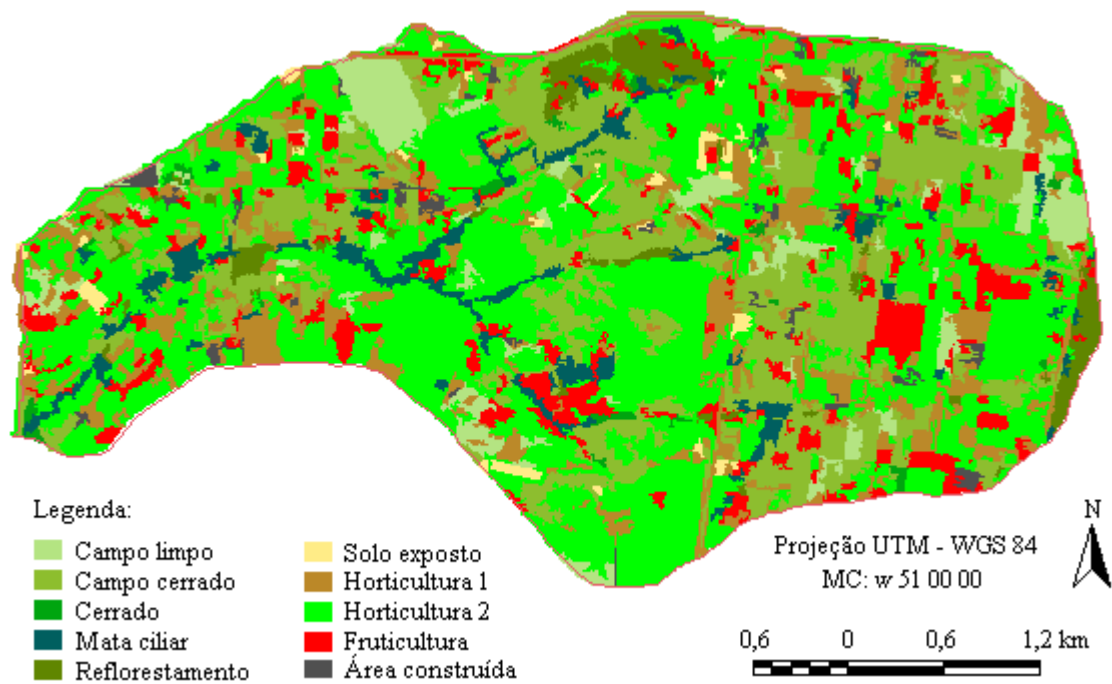 Legenda:
Campo limpo
Campo cerrado
Cerrado
Mata ciliar
Reflorestamento
Solo exposto
Horticultura 1
Horticultura 2
Fruticultura
Área construída
Projeção UTM - WGS 84
MC: w 51 00 00
N
0,6 0 0,6 1,2 km